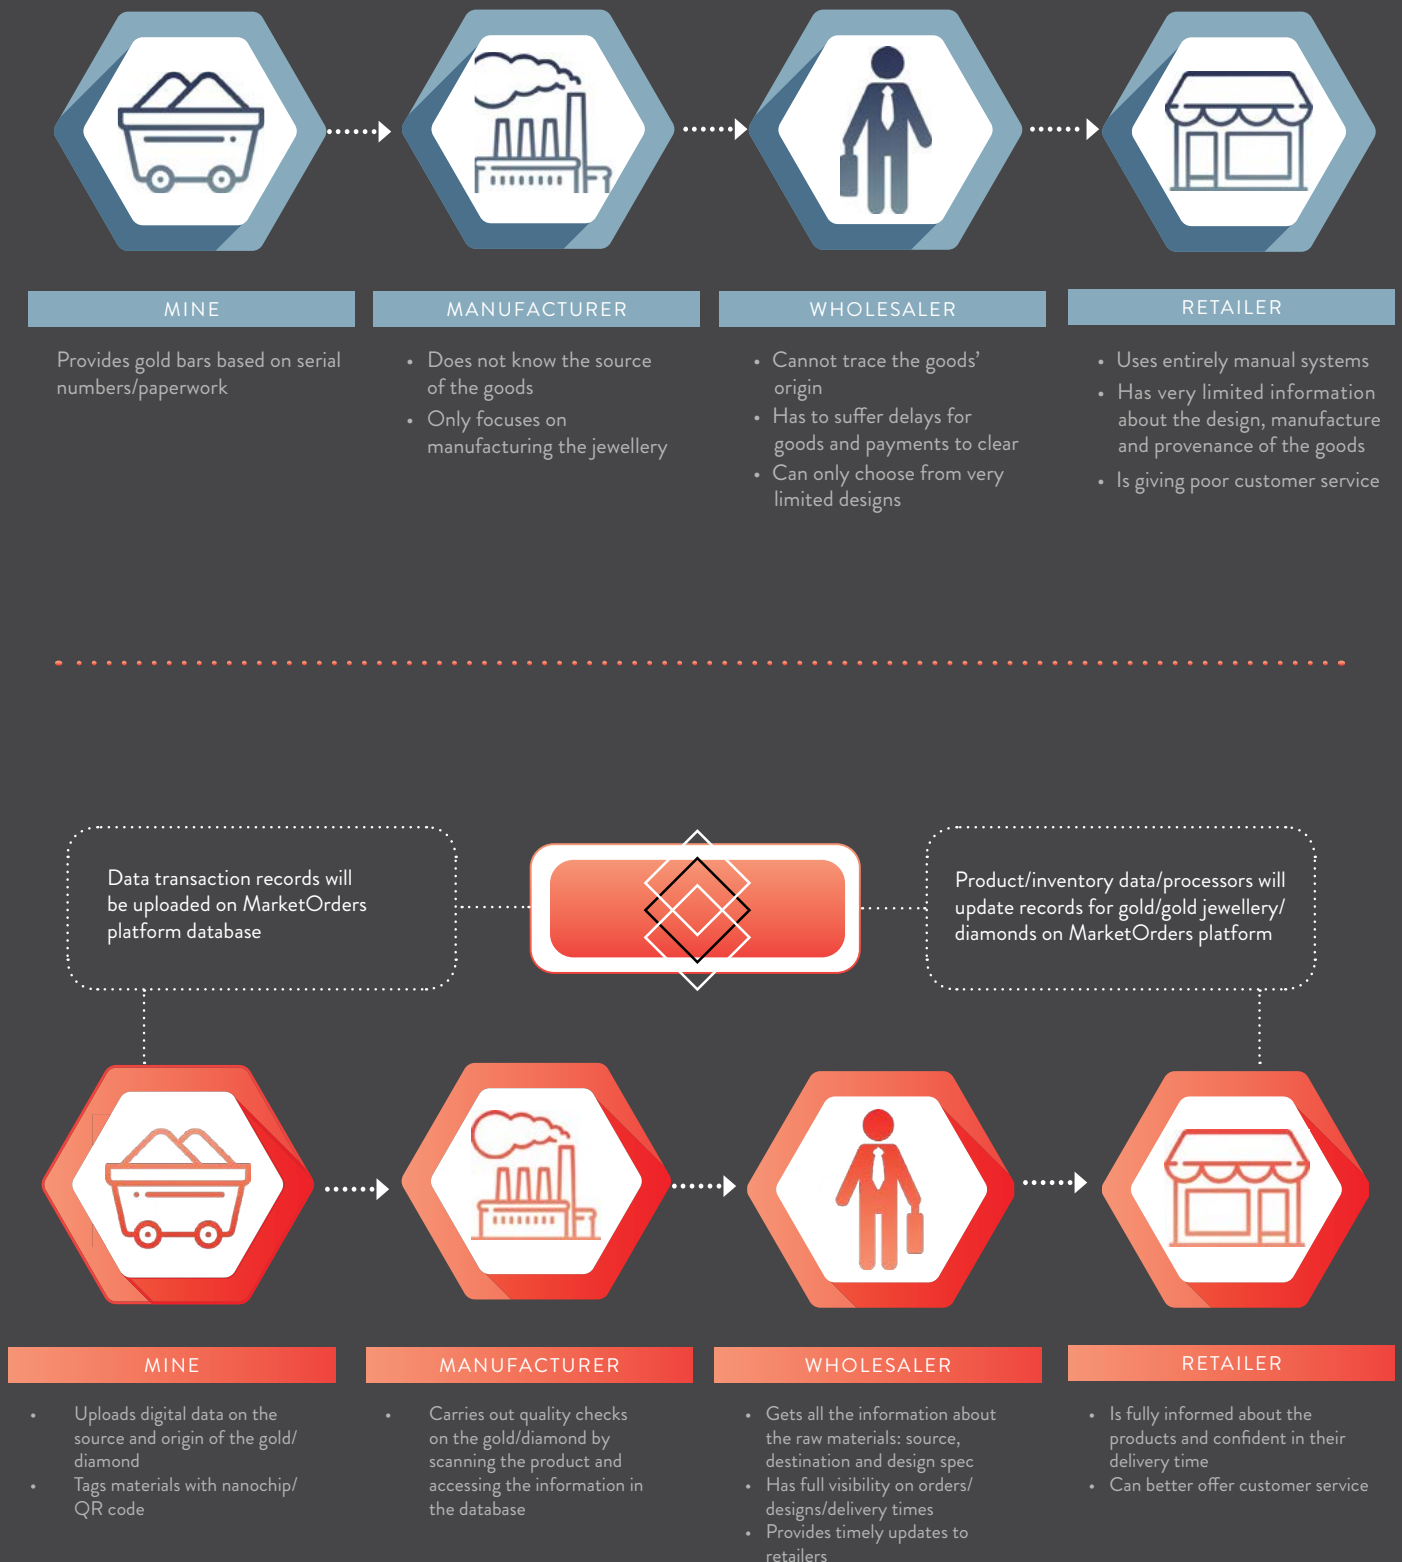 MINE
Provides gold bars based on serial
numbers/paperwork
MANUFACTURER
• Does not know the source
of the goods
• Only focuses on
manufacturing the jewellery
WHOLESALER
• Cannot trace the goods’
origin
• Has to suffer delays for
goods and payments to clear
• Can only choose from very
limited designs
RETAILER
• Uses entirely manual systems
• Has very limited information
about the design, manufacture
and provenance of the goods
• Is giving poor customer service
Data transaction records will
be uploaded on MarketOrders
platform database
Product/inventory data/processors will
update records for gold/gold jewellery/
diamonds on MarketOrders platform
MINE
• Uploads digital data on the
source and origin of the gold/
diamond
• Tags materials with nanochip/
QR code
MANUFACTURER
• Carries out quality checks
on the gold/diamond by
scanning the product and
accessing the information in
the database
WHOLESALER
• Gets all the information about
the raw materials: source,
destination and design spec
• Has full visibility on orders/
designs/delivery times
• Provides timely updates to
retailers
RETAILER
• Is fully informed about the
products and confident in their
delivery time
• Can better offer customer service